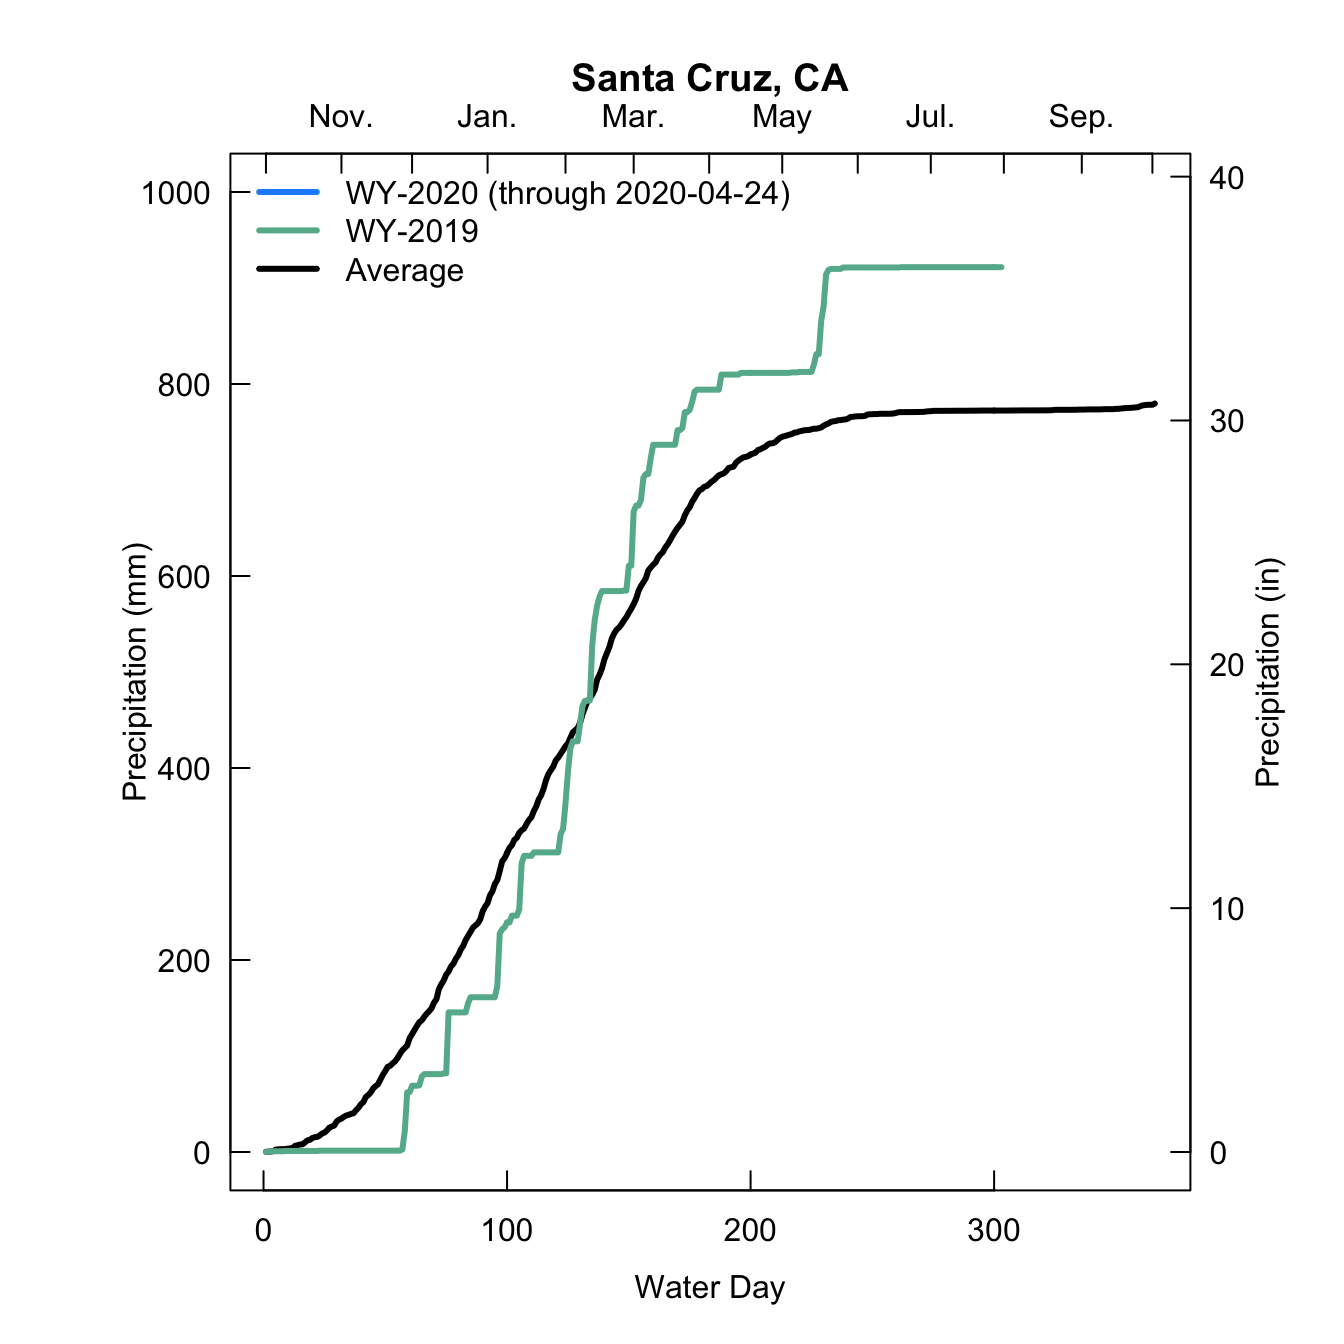 Santa Cruz, CA
Nov. Jan. Mar. May Jul. Sep.
WY-2020 (through 2020-04-24)
WY-2019
Average
1000
800
600
400
200
0
Precipitation (mm)
40
30
20
10
0
Precipitation (in)
0 100 200 300
Water Day